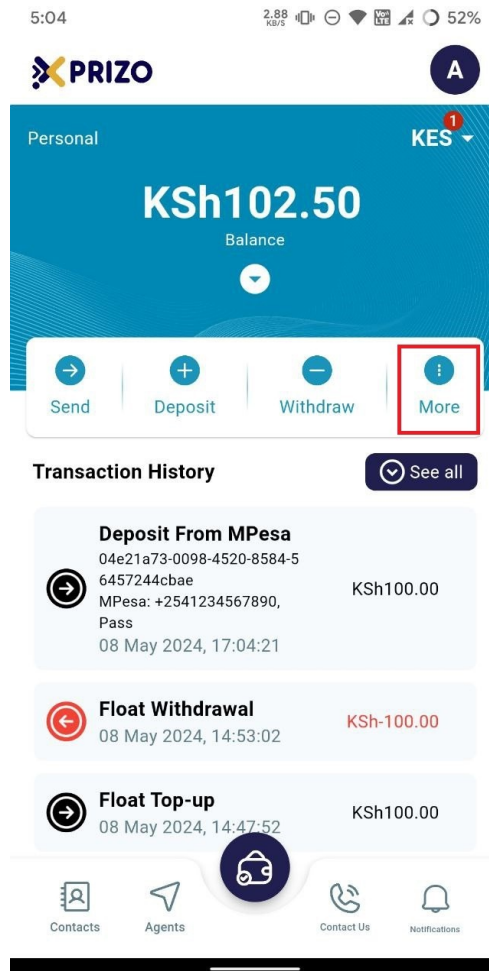 5:04
2.88 KB/S Vo LTE 52%
PRIZO
A
Personal
KES 1
KSh102.50
Balance
Send Deposit Withdraw More
Transaction History
See all
Deposit From MPesa
04e21a73-0098-4520-8584-5
6457244cbae
MPesa: +2541234567890,
Pass
08 May 2024, 17:04:21
KSh100.00
Float Withdrawal
08 May 2024, 14:53:02
KSh-100.00
Float Top-up
08 May 2024, 14:47:52
KSh100.00
Contacts Agents Contact Us Notifications